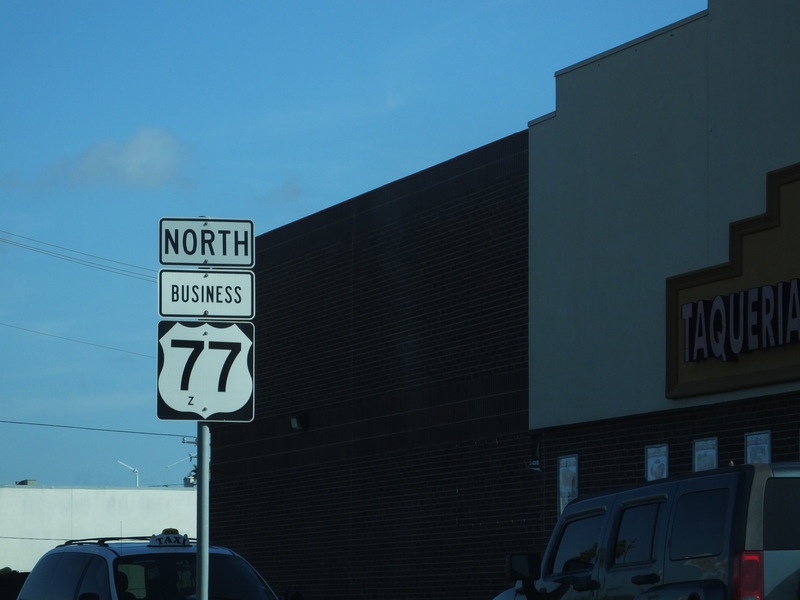 NORTH
BUSINESS
77
Z
TAQUERIA
TAXI